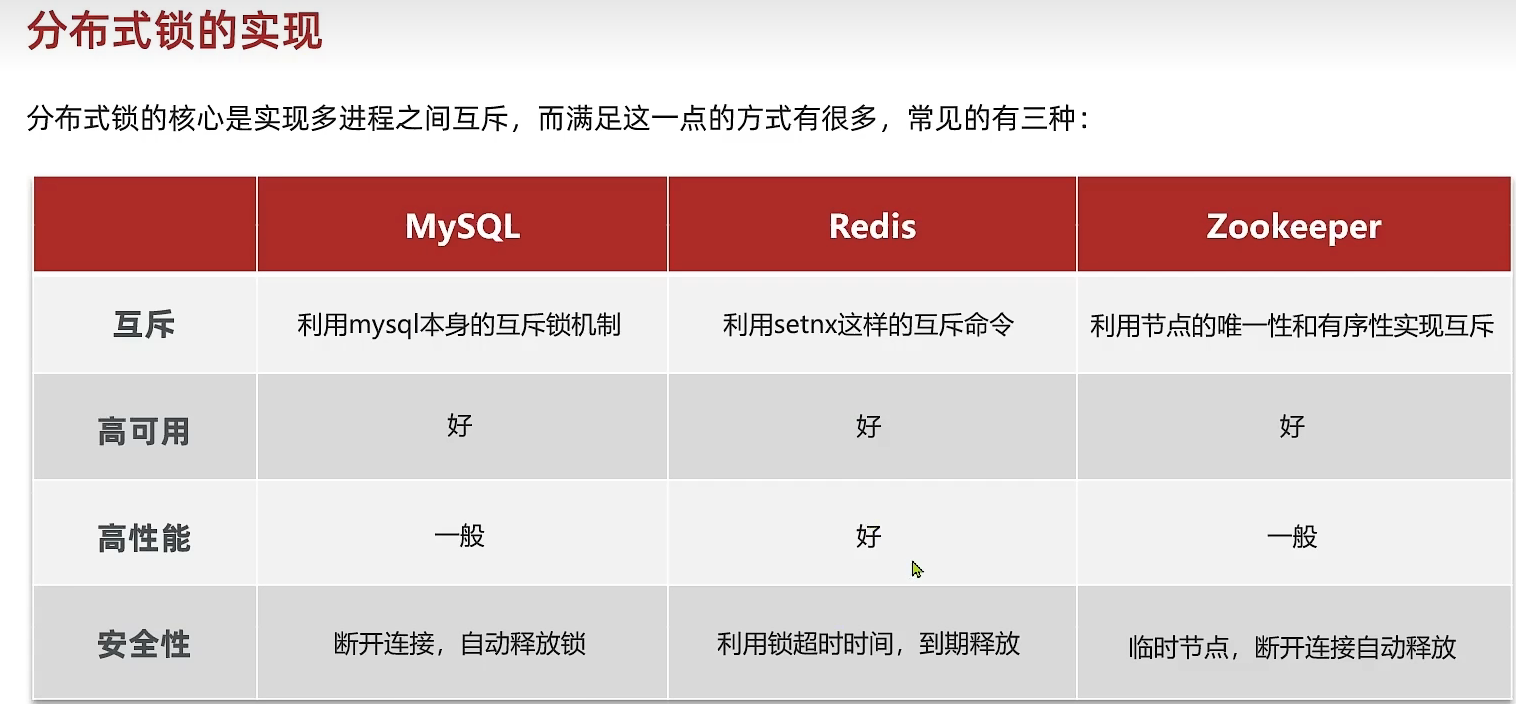 分布式锁的实现
分布式锁的核心是实现多进程之间互斥，而满足这一点的方式有很多，常见的有三种：
MySQL Redis Zookeeper
互斥 利用mysql本身的互斥锁机制 利用setnx这样的互斥命令 利用节点的唯一性和有序性实现互斥
高可用 好 好 好
高性能 一般 好 一般
安全性 断开连接，自动释放锁 利用锁超时时间，到期释放 临时节点，断开连接自动释放